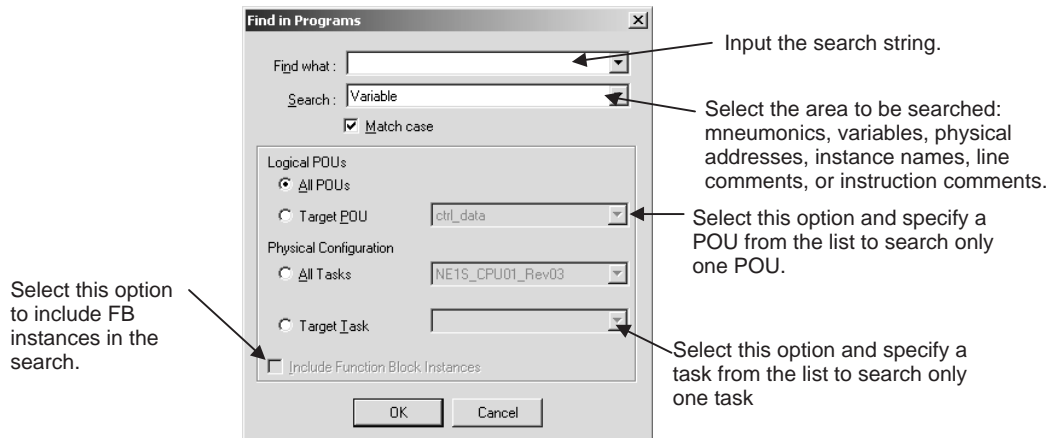 Find in Programs
Find what :
Search : Variable
Match case
Logical POUs
All POUs
Target POU ctrl_data
Physical Configuration
All Tasks NE1S_CPU01_Rev03
Target Task
Include Function Block Instances
OK Cancel
Input the search string.
Select the area to be searched:
mneumonics, variables, physical
addresses, instance names, line
comments, or instruction comments.
Select this option and specify a
POU from the list to search only
one POU.
Select this option
to include FB
instances in the
search.
Select this option and specify a
task from the list to search only
one task